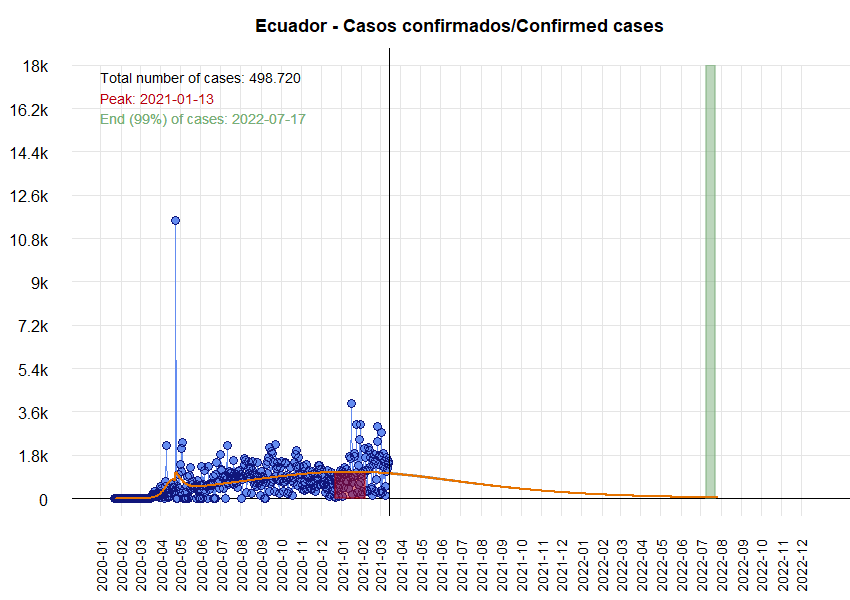 Ecuador - Casos confirmados/Confirmed cases
18k
Total number of cases: 498.720
Peak: 2021-01-13
End (99%) of cases: 2022-07-17
16.2k
14.4k
12.6k
10.8k
9k
7.2k
5.4k
3.6k
1.8k
0
2020-01
2020-02
2020-03
2020-04
2020-05
2020-06
2020-07
2020-08
2020-09
2020-10
2020-11
2020-12
2021-01
2021-02
2021-03
2021-04
2021-05
2021-06
2021-07
2021-08
2021-09
2021-10
2021-11
2021-12
2022-01
2022-02
2022-03
2022-04
2022-05
2022-06
2022-07
2022-08
2022-09
2022-10
2022-11
2022-12